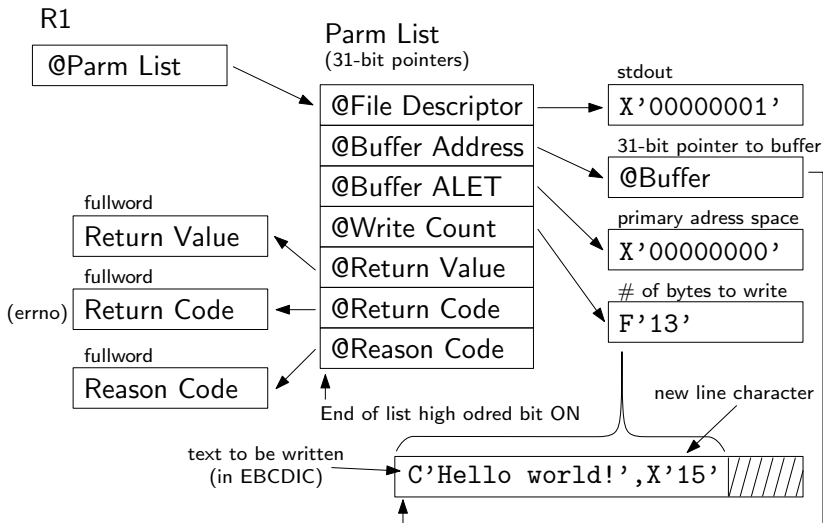 R1
@Parm List
Parm List
(31-bit pointers)
@File Descriptor
@Buffer Address
@Buffer ALET
@Write Count
@Return Value
@Return Code
@Reason Code
End of list high odred bit ON
stdout
X'00000001'
31-bit pointer to buffer
@Buffer
primary adress space
X'00000000'
# of bytes to write
F'13'
fullword
Return Value
fullword
(errno) Return Code
fullword
Reason Code
new line character
text to be written
(in EBCDIC)
C'Hello world!',X'15'